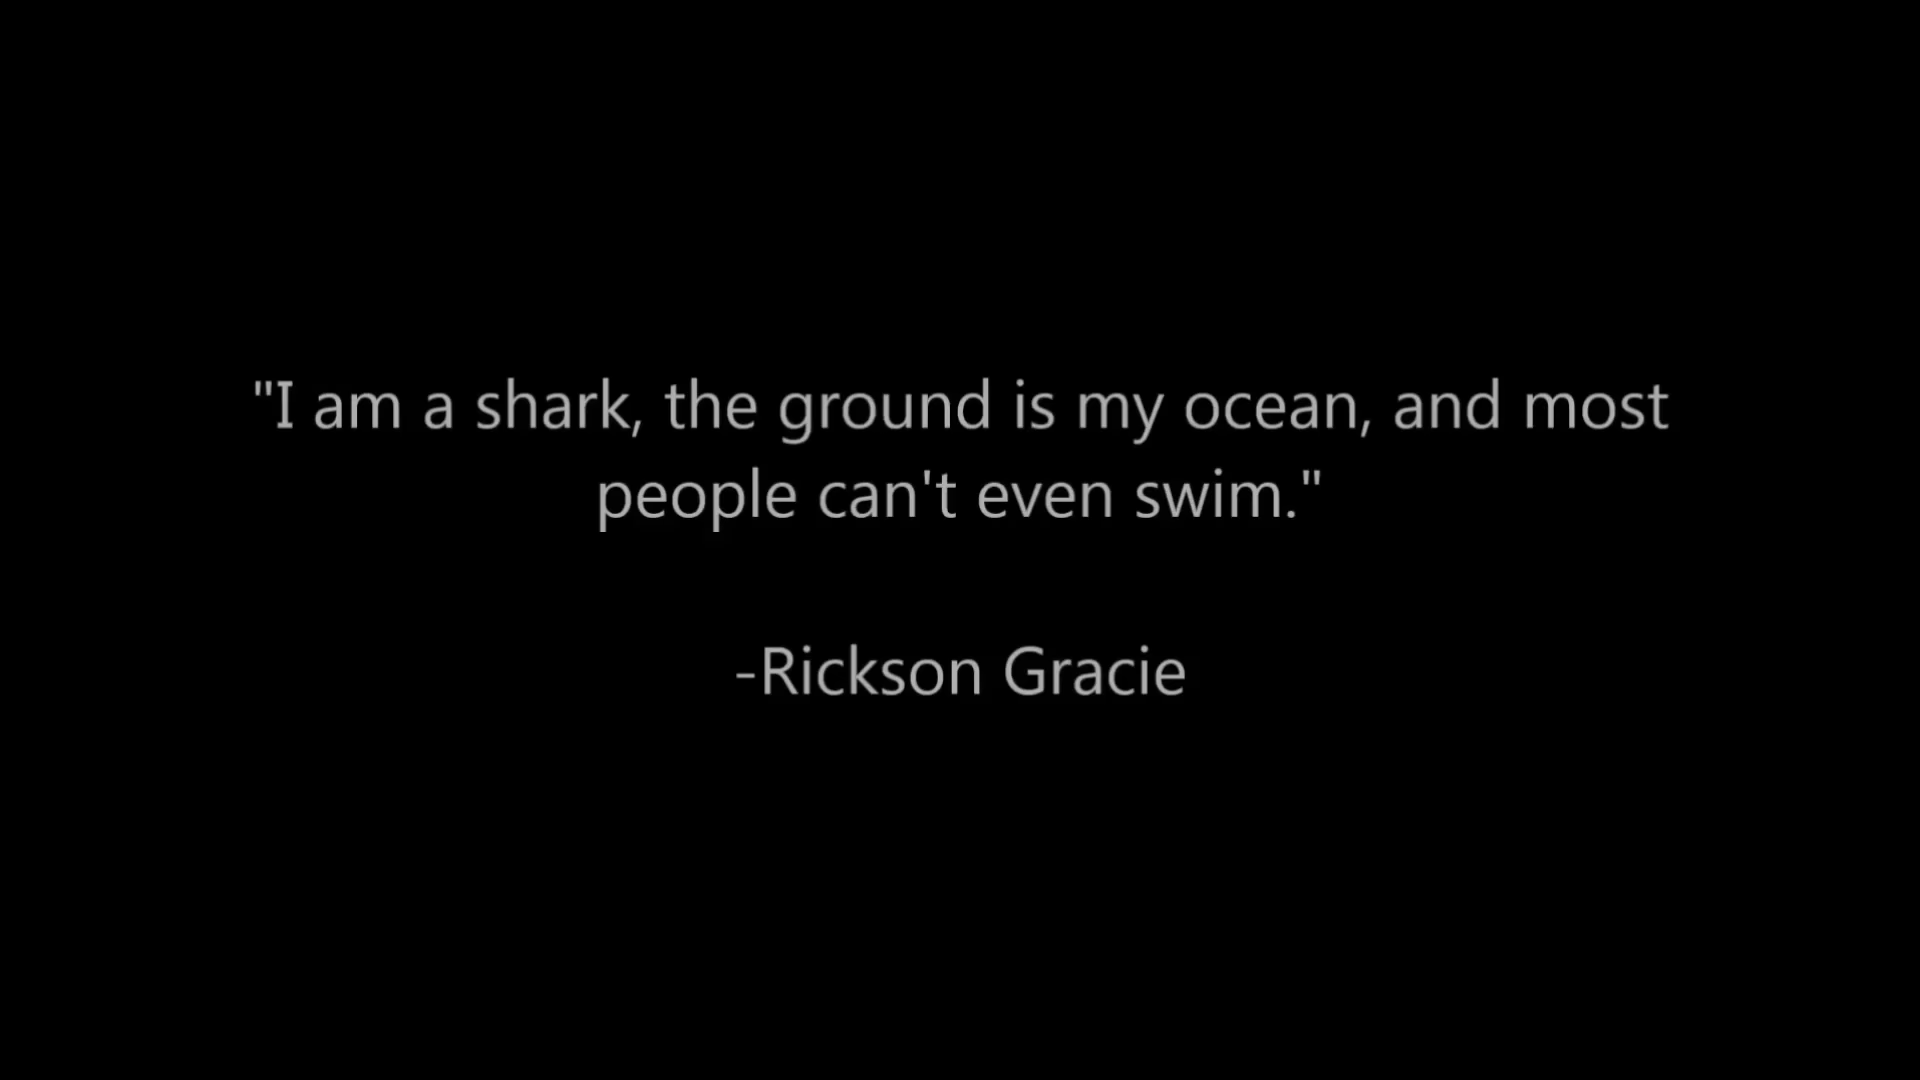 "I am a shark, the ground is my ocean, and most
people can't even swim."
-Rickson Gracie